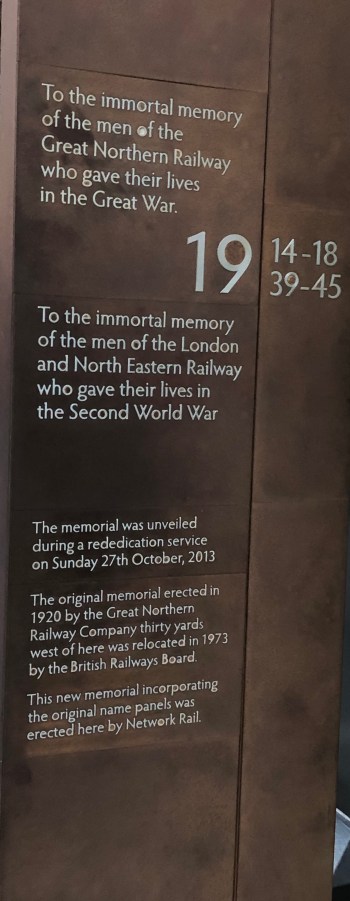 To the immortal memory
of the men of the
Great Northern Railway
who gave their lives
in the Great War.
19 14-18
39-45
To the immortal memory
of the men of the London
and North Eastern Railway
who gave their lives in
the Second World War
The memorial was unveiled
during a rededication service
on Sunday 27th October, 2013
The original memorial erected in
1920 by the Great Northern
Railway Company thirty yards
west of here was relocated in 1973
by the British Railways Board.
This new memorial incorporating
the original name panels was
erected here by Network Rail.